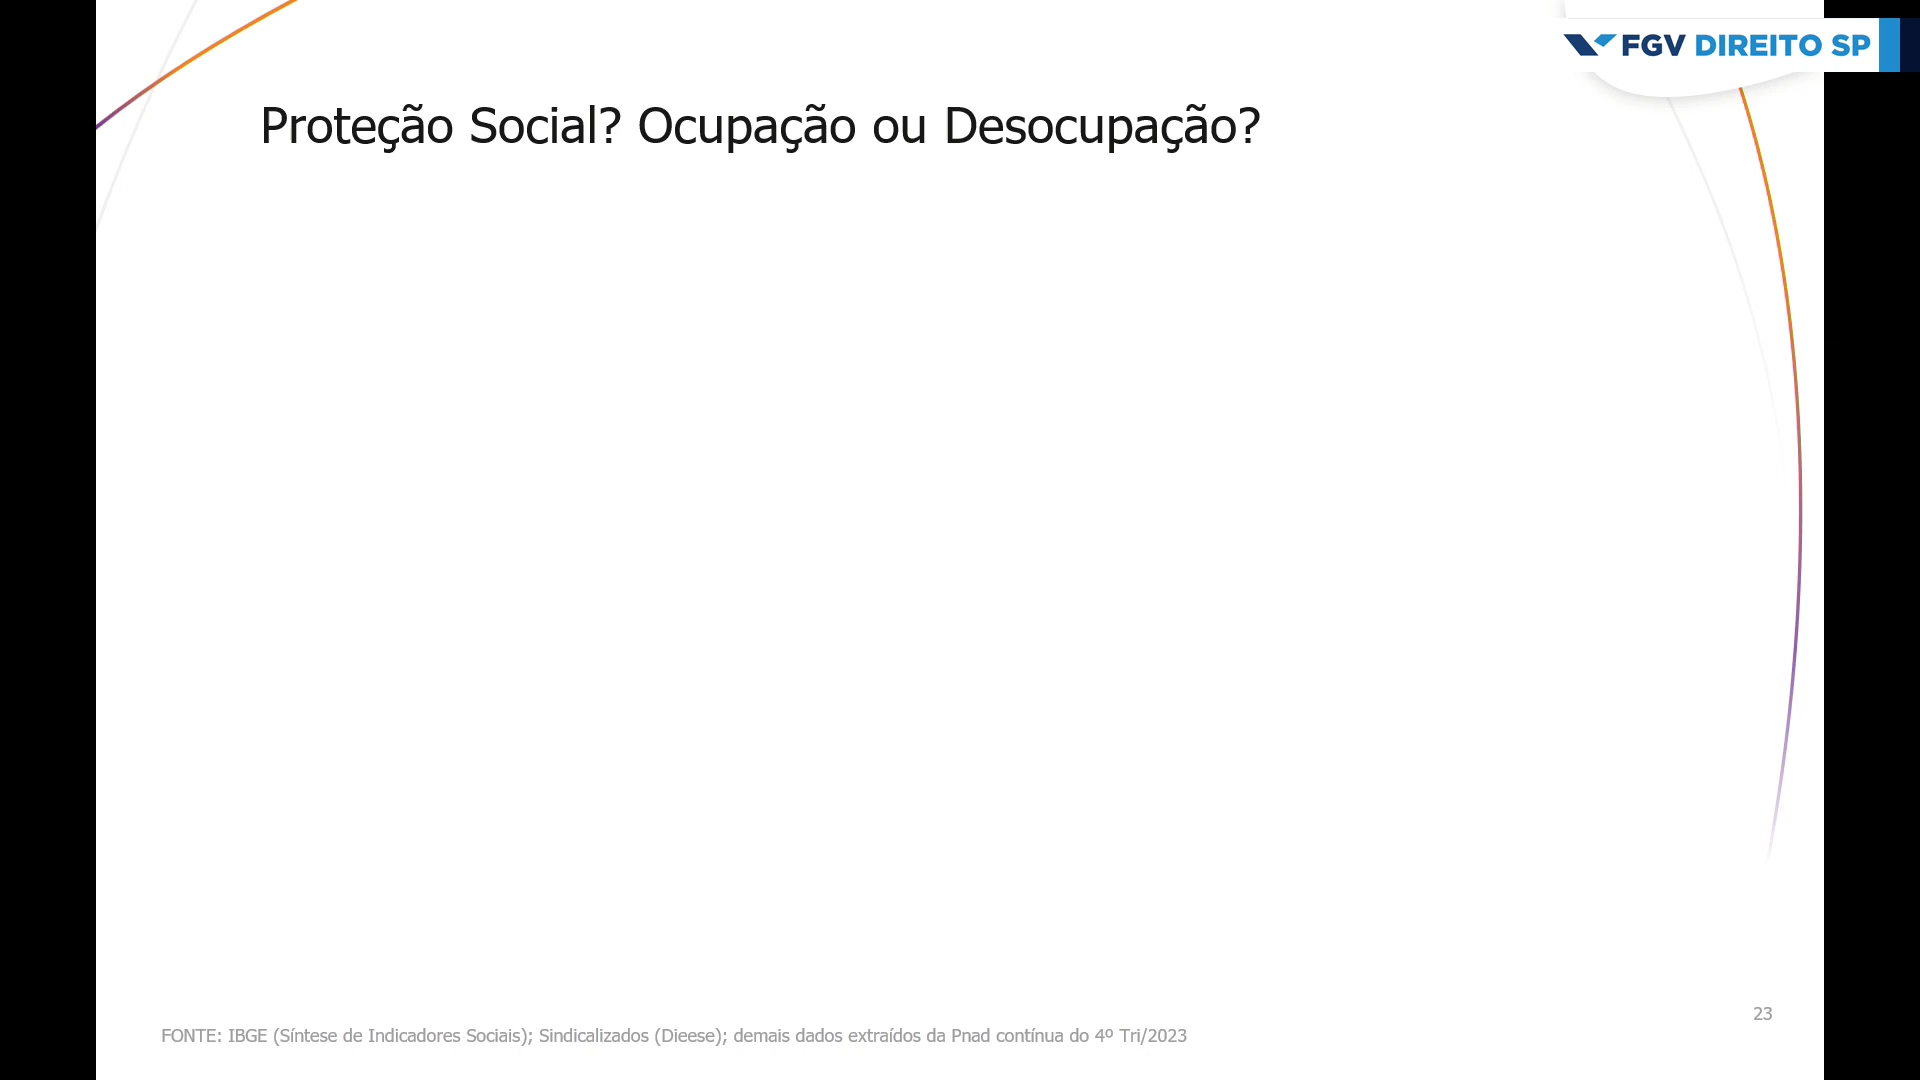 FGV DIREITO SP
Proteção Social? Ocupação ou Desocupação?
23
FONTE: IBGE (Síntese de Indicadores Sociais); Sindicalizados (Dieese); demais dados extraídos da Pnad contínua do 4º Tri/2023